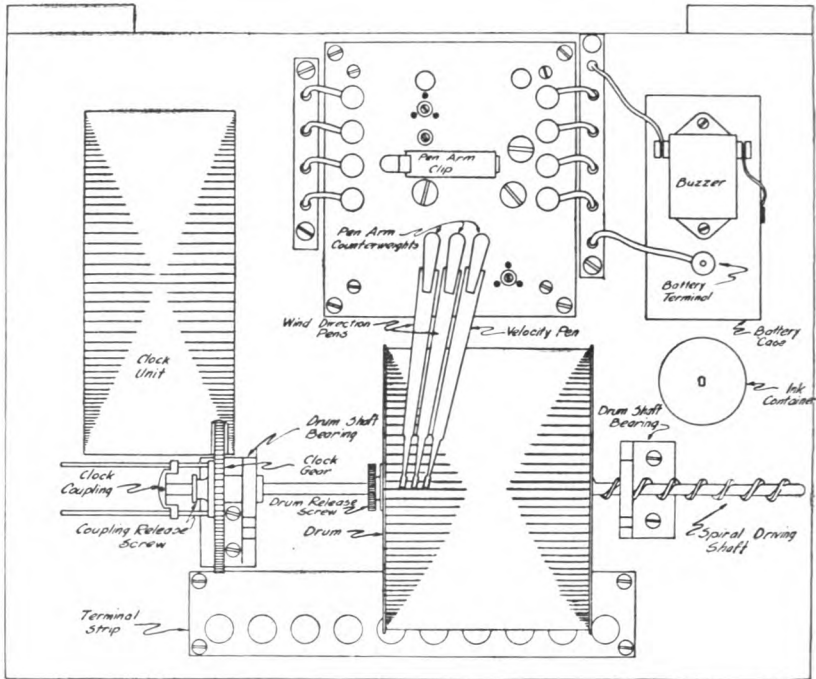 Pen Arm
Clip
Buzzer
Pen Arm
Counterweights
Battery
Terminal
Wind Direction
Pens
Velocity Pen
Battery
Case
Clock
Unit
Ink
Container
Drum Shaft
Bearing
Drum Shaft
Bearing
Clock
Gear
Clock
Coupling
Drum Release
Screw
Coupling Release
Screw
Drum
Spiral Driving
Shaft
Terminal
Strip